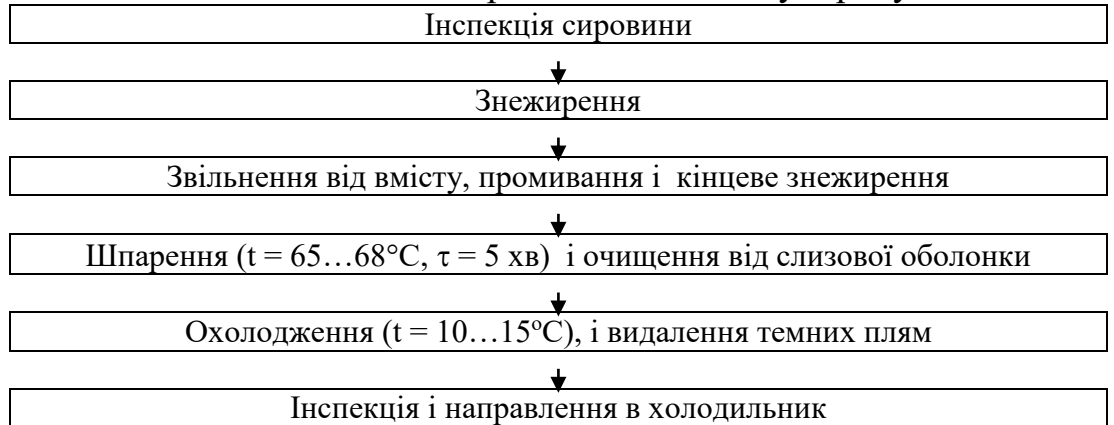 Інспекція сировини
Знежирення
Звільнення від вмісту, промивання і кінцеве знежирення
Шпарення (t = 65…68°C, τ = 5 хв) і очищення від слизової оболонки
Охолодження (t = 10…15ºC), і видалення темних плям
Інспекція і направлення в холодильник